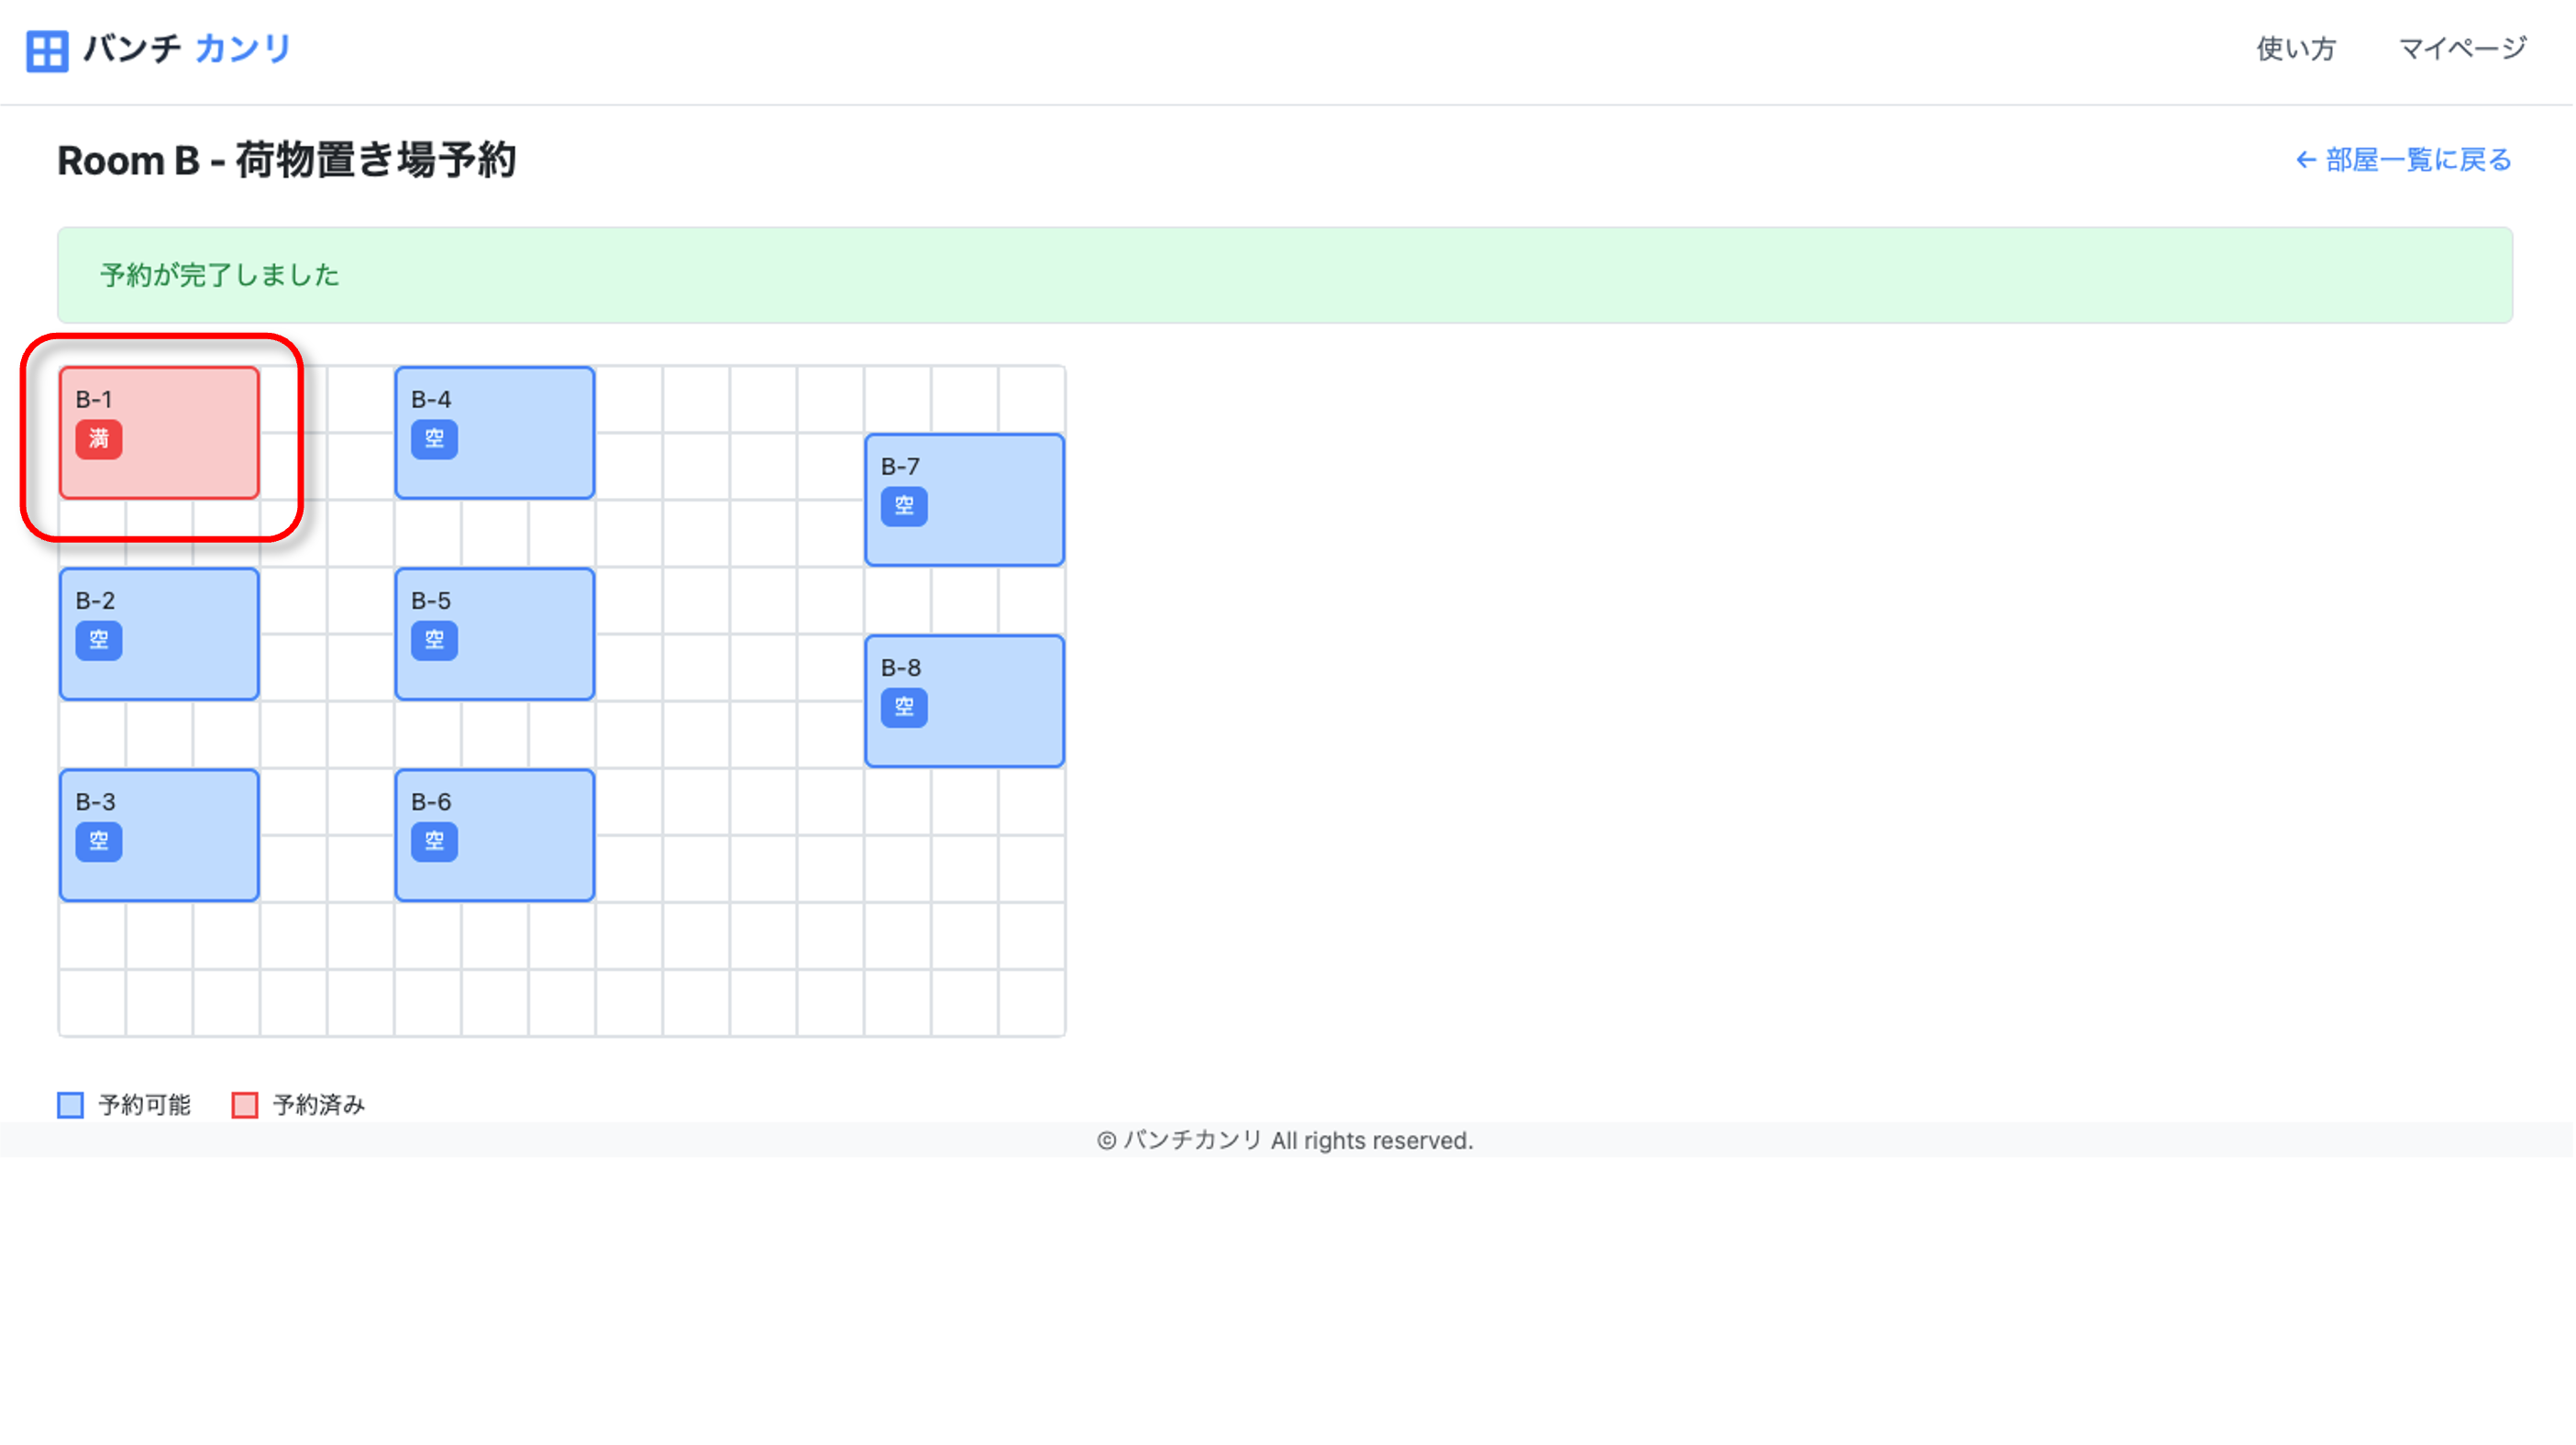 バンチ カンリ
使い方
マイページ
Room B - 荷物置き場予約
← 部屋一覧に戻る
予約が完了しました
B-1
満
B-4
空
B-7
空
B-2
空
B-5
空
B-8
空
B-3
空
B-6
空
予約可能
予約済み
© バンチカンリ All rights reserved.